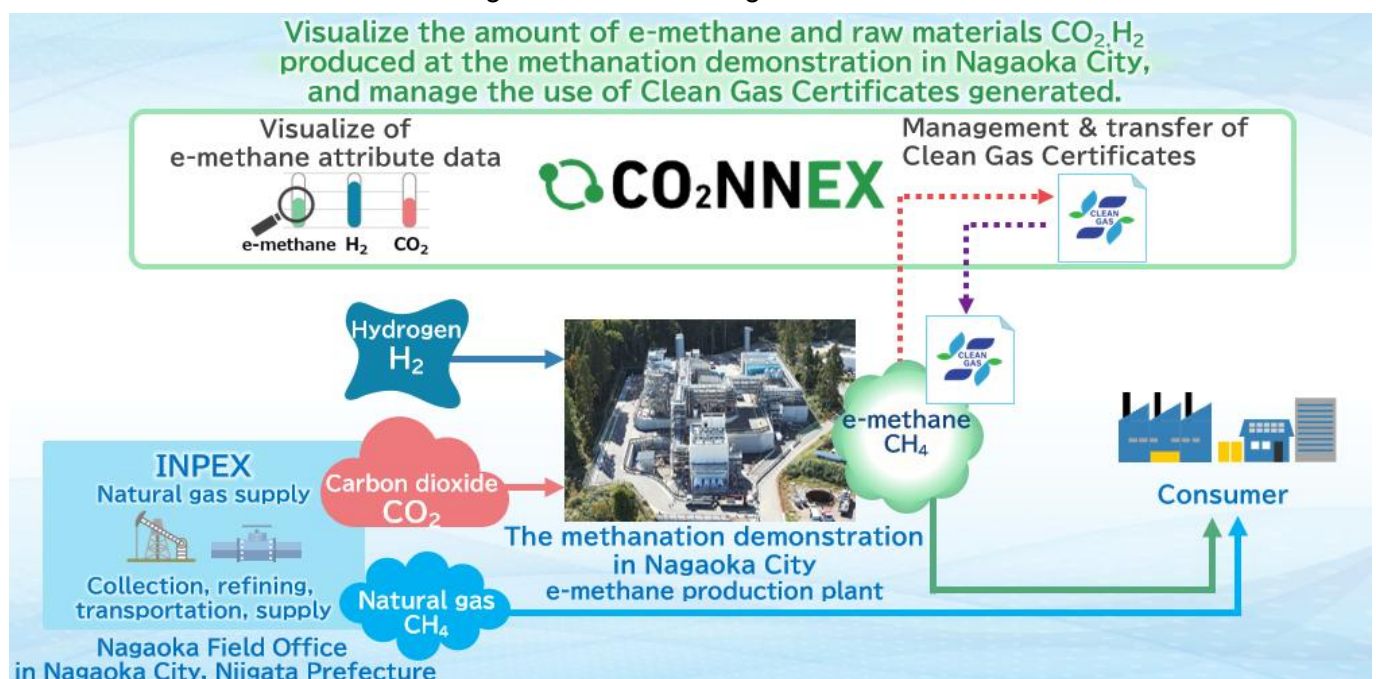 Visualize the amount of e-methane and raw materials CO₂,H₂
produced at the methanation demonstration in Nagaoka City,
and manage the use of Clean Gas Certificates generated.
Visualize of
e-methane attribute data
e-methane H₂ CO₂
CO₂NNEX
Management & transfer of
Clean Gas Certificates
CLEAN
GAS
Hydrogen
H₂
CLEAN
GAS
e-methane
CH₄
INPEX
Natural gas supply
Carbon dioxide
CO₂
Collection, refining,
transportation, supply
Natural gas
CH₄
Nagaoka Field Office
in Nagaoka City, Niigata Prefecture
The methanation demonstration
in Nagaoka City
e-methane production plant
Consumer